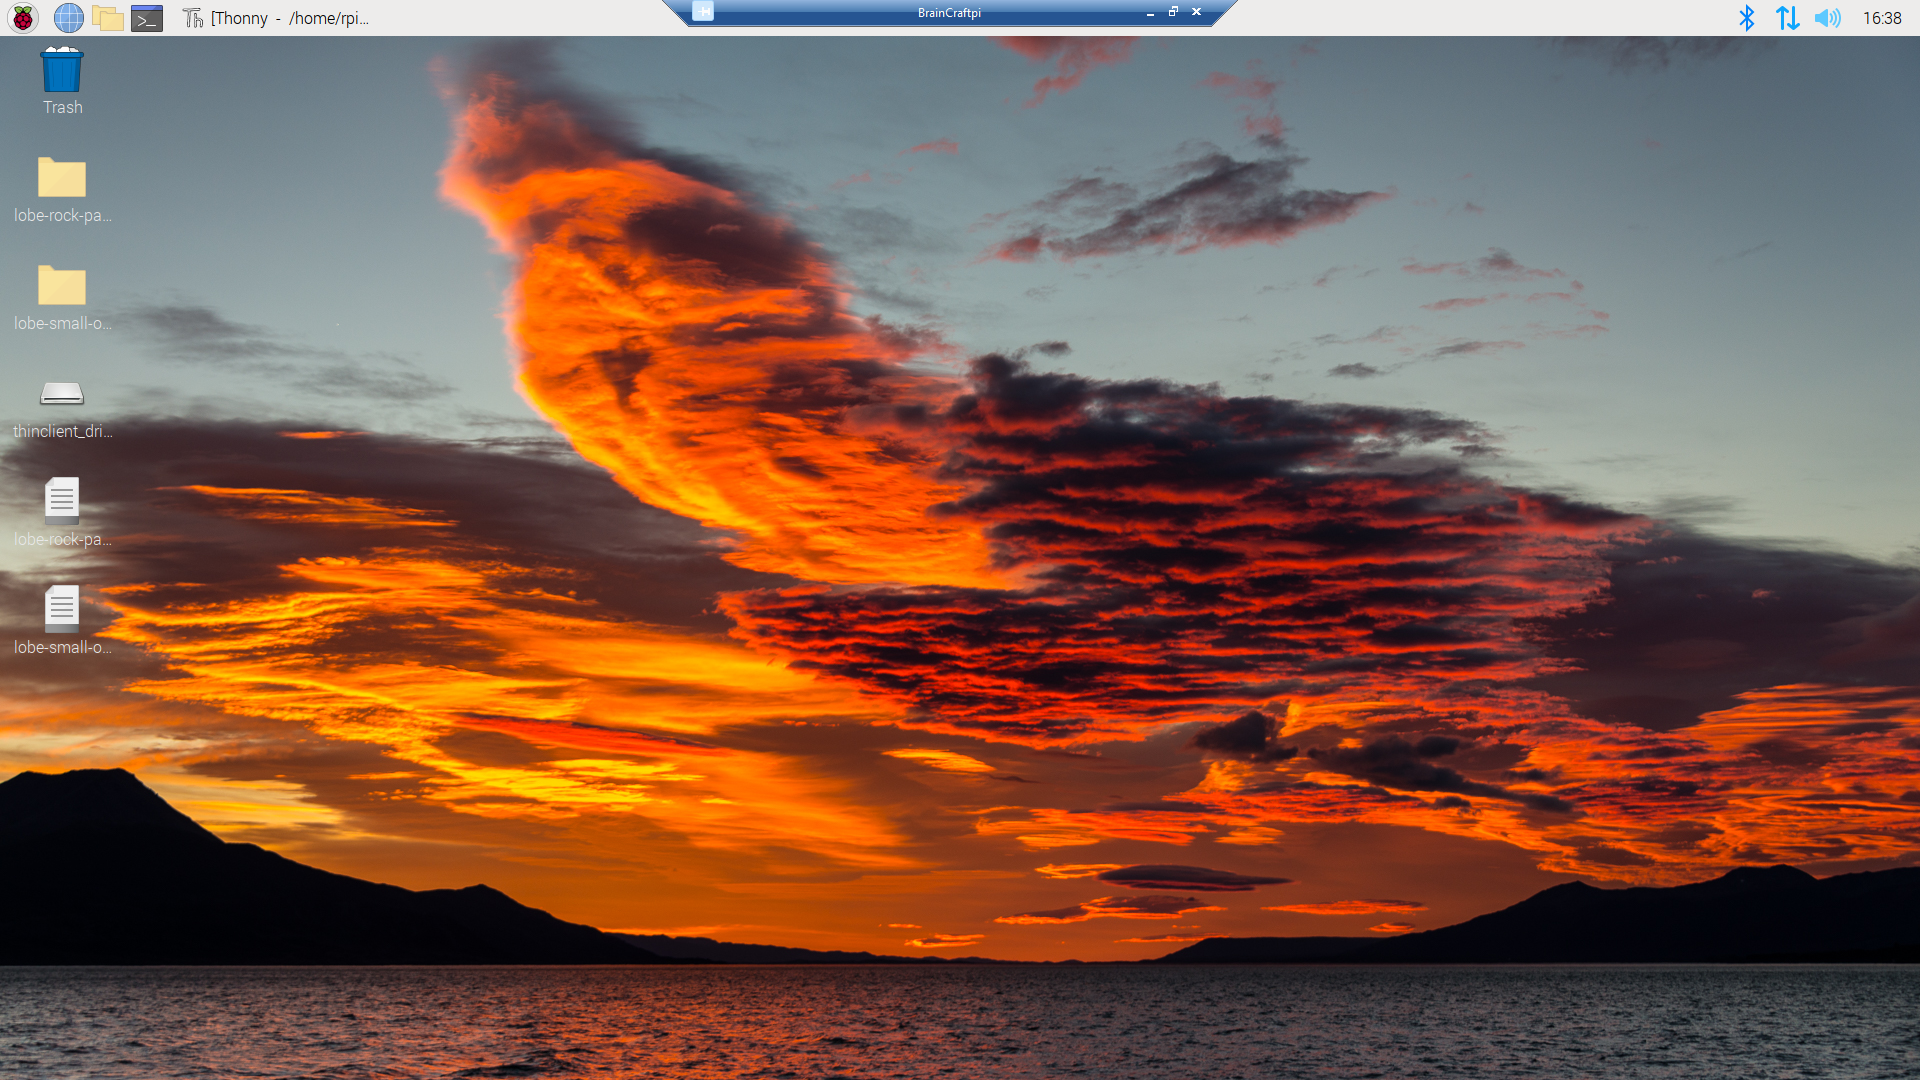 [Thonny - /home/rpi...
BrainCraftpi
16:38
Trash
lobe-rock-pa...
lobe-small-o...
thinclient_dri...
lobe-rock-pa...
lobe-small-o...